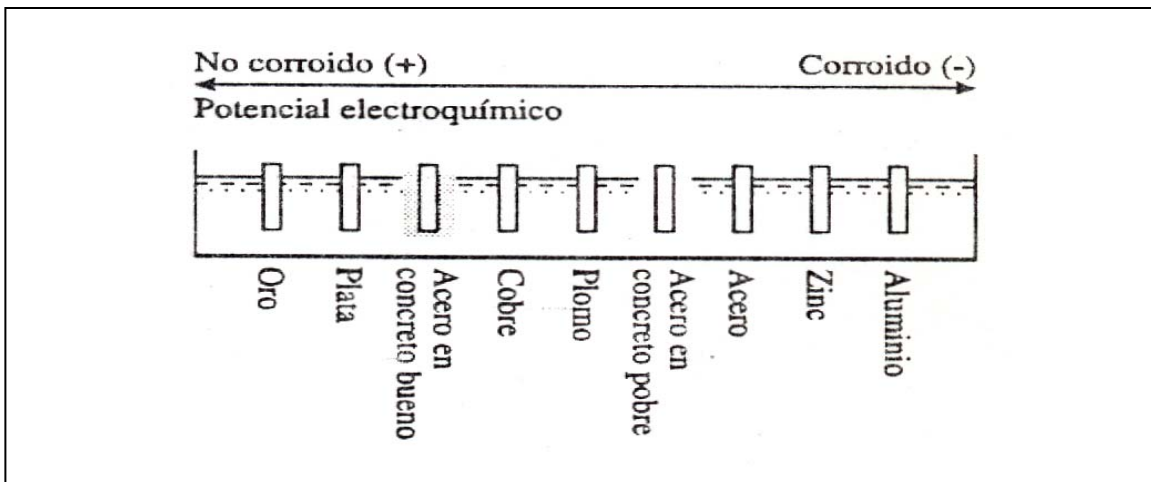 No corroido (+) Corroido (-)
Potencial electroquímico
Oro
Plata
Acero en
concreto bueno
Cobre
Plomo
Acero en
concreto pobre
Acero
Zinc
Aluminio